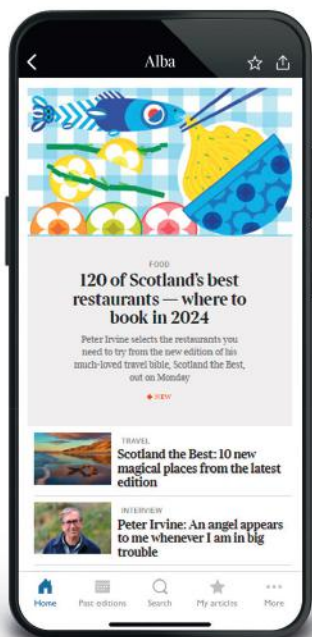 Alba
FOOD
120 of Scotland's best
restaurants — where to
book in 2024
Peter Irvine selects the restaurants you
need to try from the new edition of his
much-loved travel bible, Scotland the Best,
out on Monday
NEW
TRAVEL
Scotland the Best: 10 new
magical places from the latest
edition
INTERVIEW
Peter Irvine: An angel appears
to me whenever I am in big
trouble
Home
Past editions
Search
My articles
More